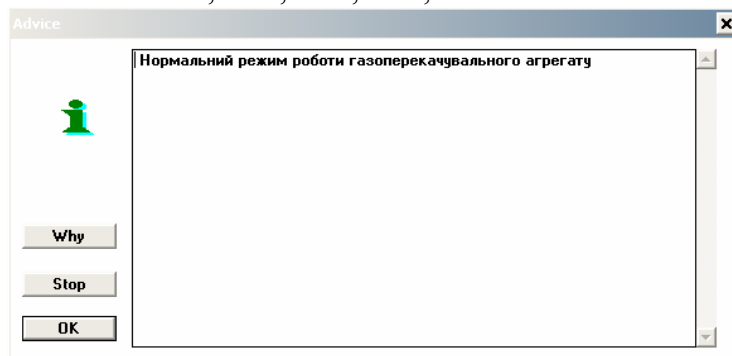 Advice
Нормальний режим роботи газоперекачувального агрегату
Why
Stop
OK